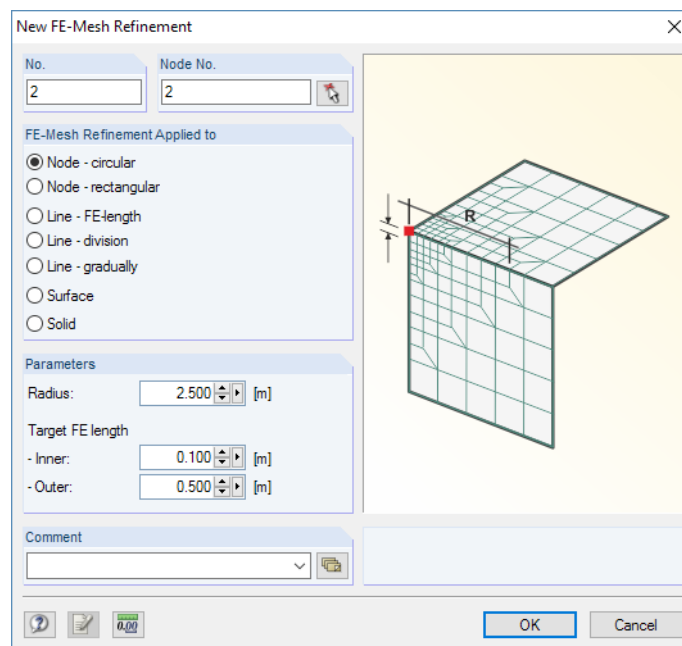 New FE-Mesh Refinement
No. Node No.
2 2
FE-Mesh Refinement Applied to
Node - circular
Node - rectangular
Line - FE-length
Line - division
Line - gradually
Surface
Solid
R
Parameters
Radius: 2.500 [m]
Target FE length
- Inner: 0.100 [m]
- Outer: 0.500 [m]
Comment
0.00 OK Cancel